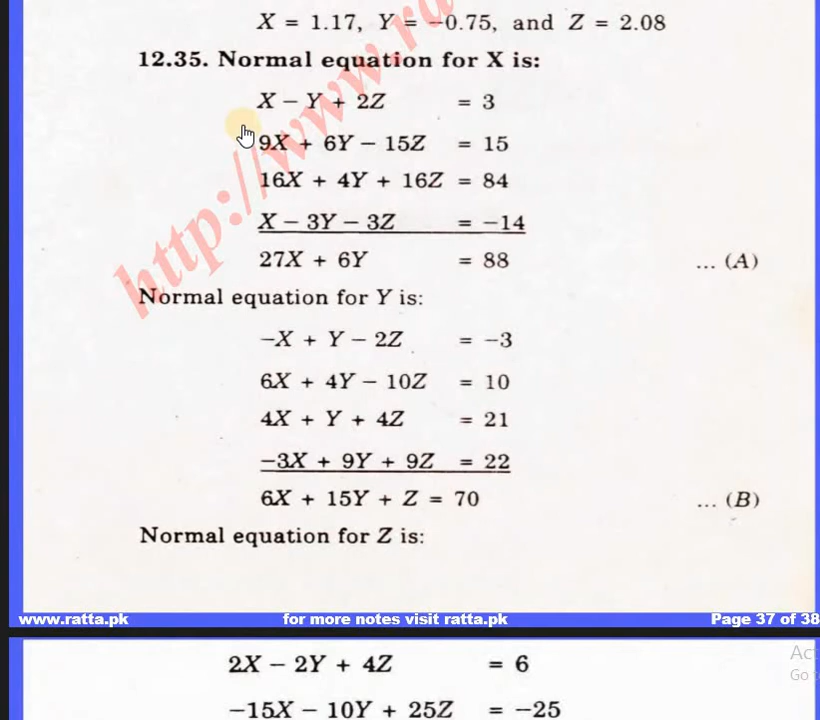 X = 1.17, Y = −0.75, and Z = 2.08
12.35. Normal equation for X is:
X − Y + 2Z = 3
9X + 6Y − 15Z = 15
16X + 4Y + 16Z = 84
X − 3Y − 3Z = −14
27X + 6Y = 88 ... (A)
Normal equation for Y is:
−X + Y − 2Z = −3
6X + 4Y − 10Z = 10
4X + Y + 4Z = 21
−3X + 9Y + 9Z = 22
6X + 15Y + Z = 70 ... (B)
Normal equation for Z is:
www.ratta.pk for more notes visit ratta.pk Page 37 of 38
2X − 2Y + 4Z = 6
−15X − 10Y + 25Z = −25
http://www.ra